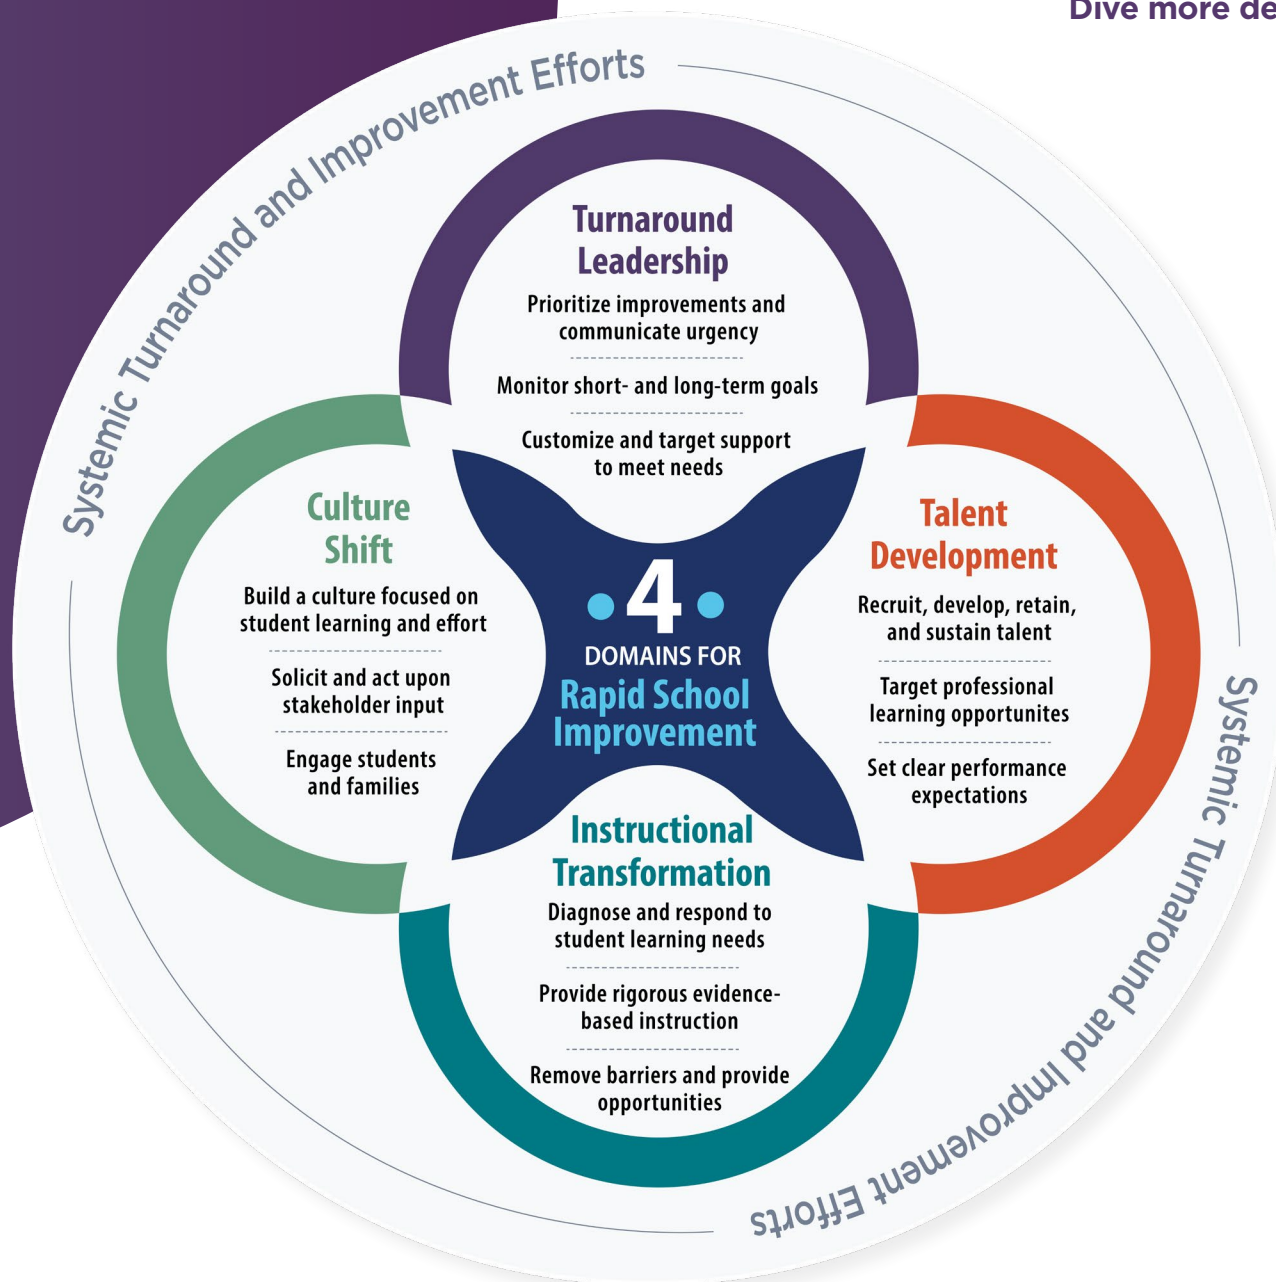 Dive more de
Systemic Turnaround and Improvement Efforts
Turnaround
Leadership
Prioritize improvements and
communicate urgency
Monitor short- and long-term goals
Customize and target support
to meet needs
Culture
Shift
Build a culture focused on
student learning and effort
Solicit and act upon
stakeholder input
Engage students
and families
4
DOMAINS FOR
Rapid School
Improvement
Talent
Development
Recruit, develop, retain,
and sustain talent
Target professional
learning opportunites
Set clear performance
expectations
Instructional
Transformation
Diagnose and respond to
student learning needs
Provide rigorous evidence-
based instruction
Remove barriers and provide
opportunities
Systemic Turnaround and Improvement Efforts